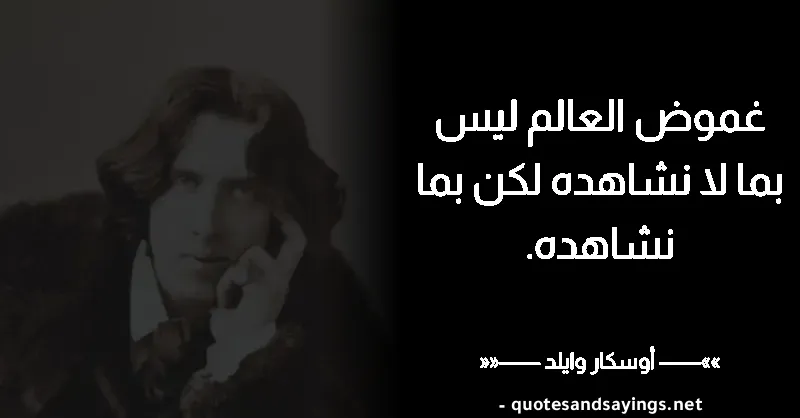 غموض العالم ليس
بما لا نشاهده لكن بما
نشاهده.
»»—— أوسكار وايلد ——««
- quotesandsayings.net